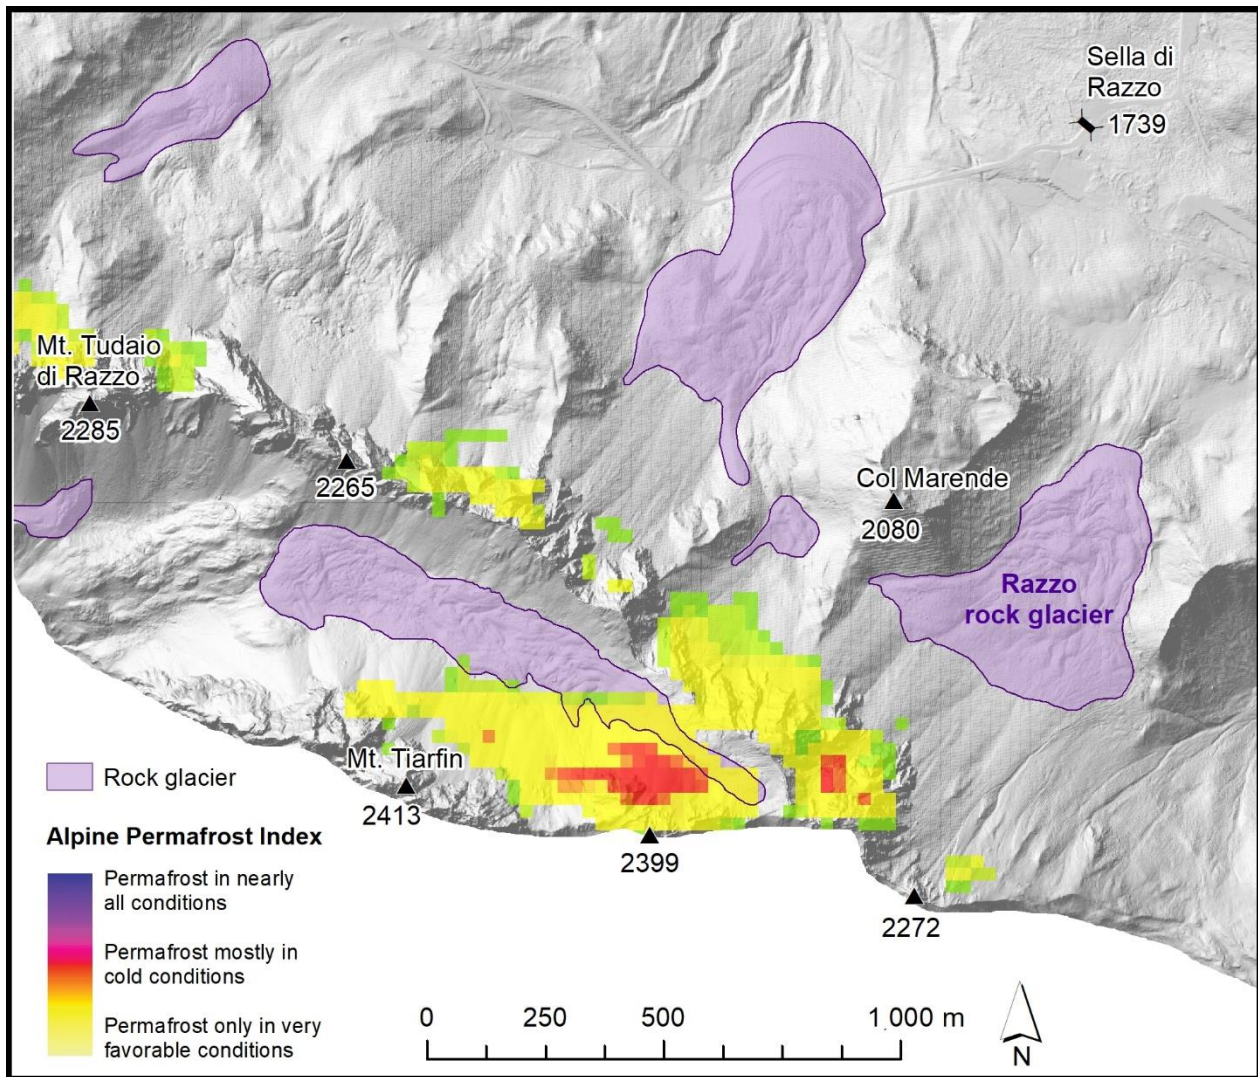 Sella di
Razzo
1739
Mt. Tudaio
di Razzo
2285
2265
Col Marende
2080
Razzo
rock glacier
Mt. Tiarfin
2413
2399
2272
Rock glacier
Alpine Permafrost Index
Permafrost in nearly
all conditions
Permafrost mostly in
cold conditions
Permafrost only in very
favorable conditions
0 250 500 1 000 m
N